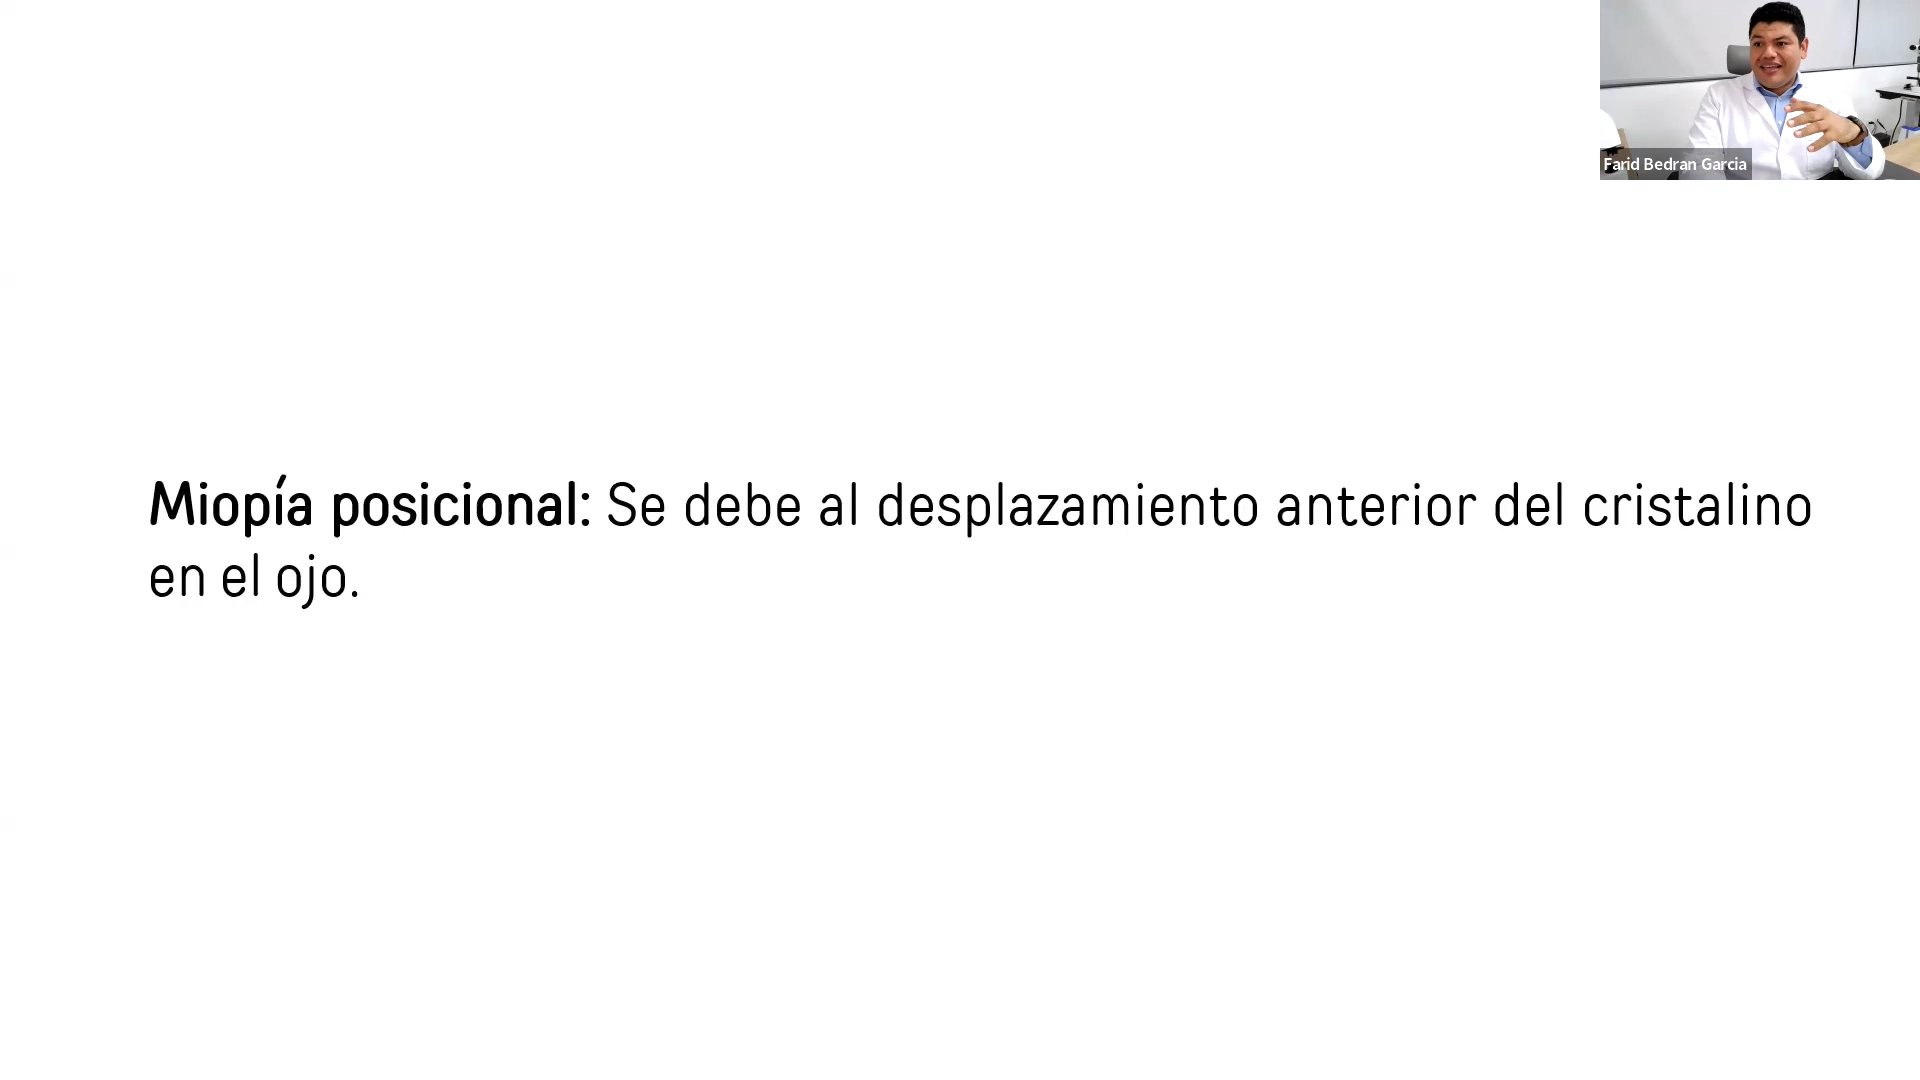 Farid Bedran Garcia
Miopía posicional: Se debe al desplazamiento anterior del cristalino
en el ojo.